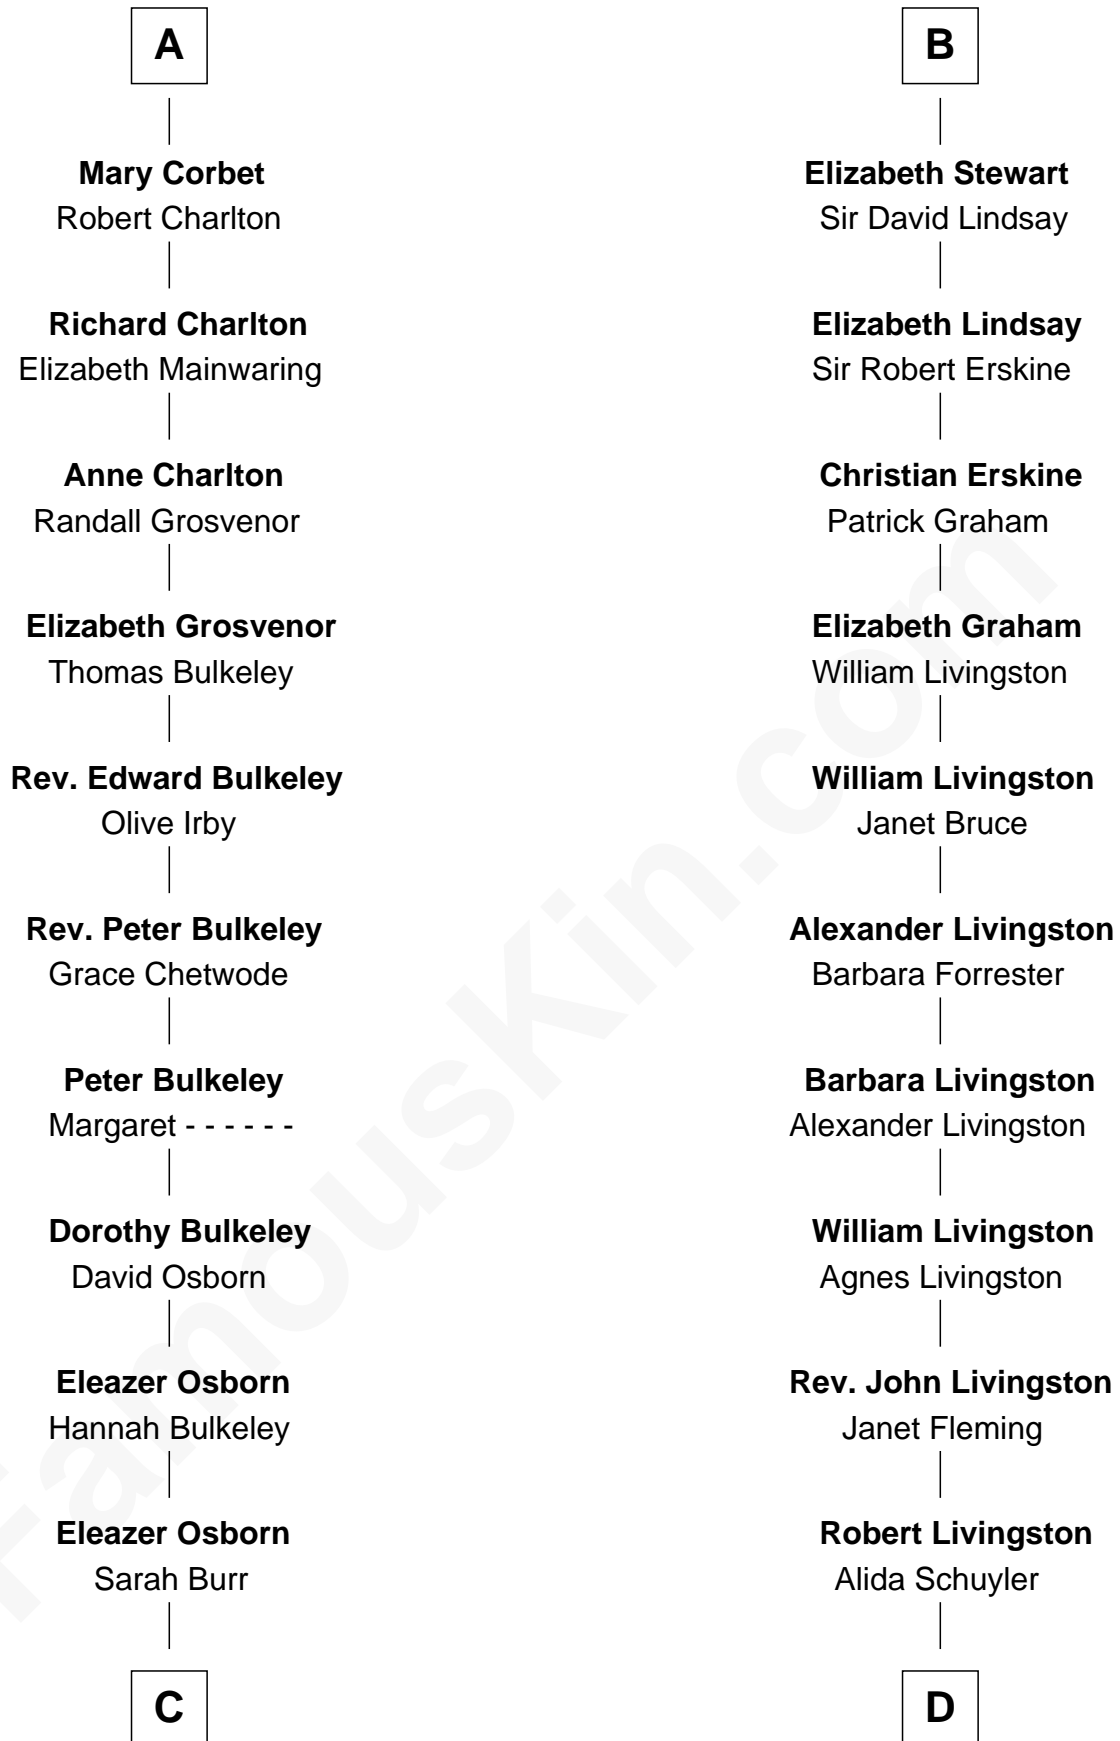 A
Mary Corbet
Robert Charlton
Richard Charlton
Elizabeth Mainwaring
Anne Charlton
Randall Grosvenor
Elizabeth Grosvenor
Thomas Bulkeley
Rev. Edward Bulkeley
Olive Irby
Rev. Peter Bulkeley
Grace Chetwode
Peter Bulkeley
Margaret - - - - - -
Dorothy Bulkeley
David Osborn
Eleazer Osborn
Hannah Bulkeley
Eleazer Osborn
Sarah Burr
C
B
Elizabeth Stewart
Sir David Lindsay
Elizabeth Lindsay
Sir Robert Erskine
Christian Erskine
Patrick Graham
Elizabeth Graham
William Livingston
William Livingston
Janet Bruce
Alexander Livingston
Barbara Forrester
Barbara Livingston
Alexander Livingston
William Livingston
Agnes Livingston
Rev. John Livingston
Janet Fleming
Robert Livingston
Alida Schuyler
D
FamousKin.com